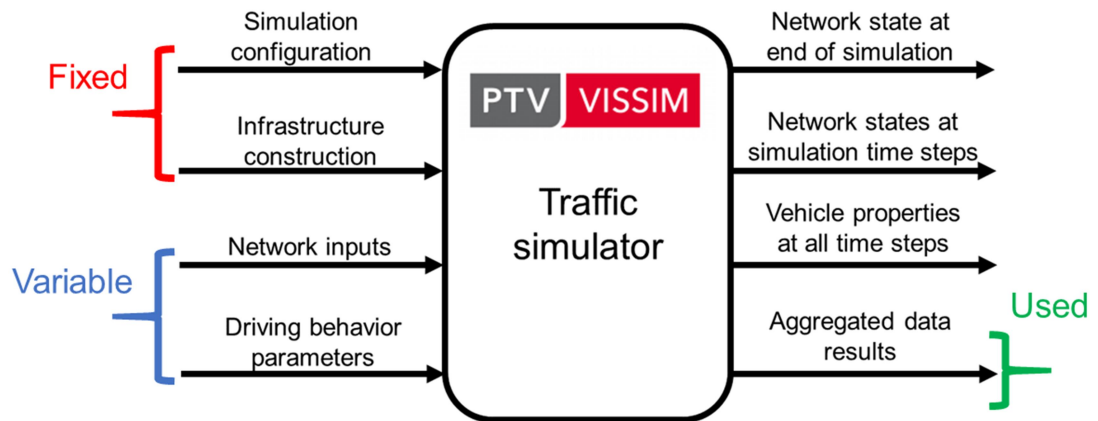 Simulation
configuration
Fixed
Infrastructure
construction
Network inputs
Variable
Driving behavior
parameters
PTV VISSIM
Traffic
simulator
Network state at
end of simulation
Network states at
simulation time steps
Vehicle properties
at all time steps
Used
Aggregated data
results